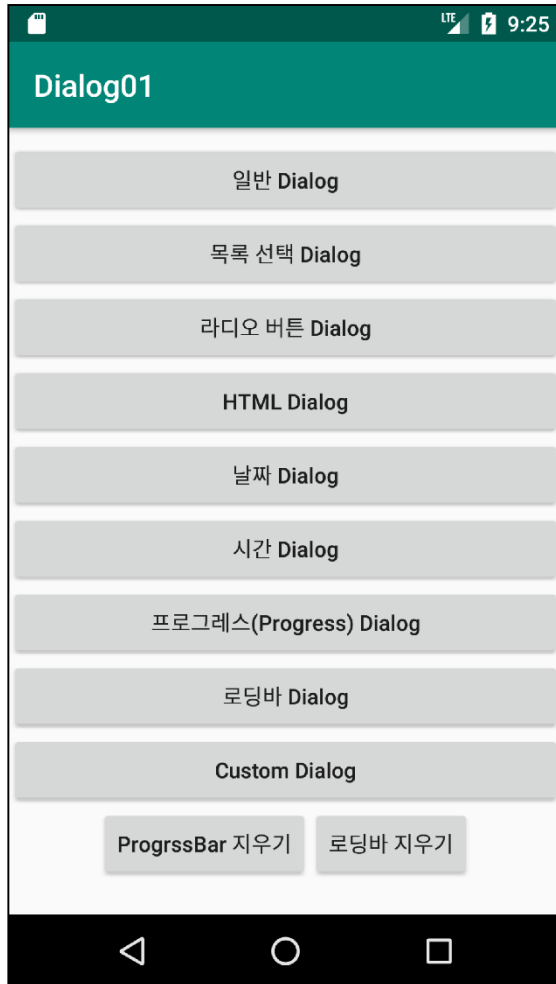 LTE 9:25
Dialog01
일반 Dialog
목록 선택 Dialog
라디오 버튼 Dialog
HTML Dialog
날짜 Dialog
시간 Dialog
프로그레스(Progress) Dialog
로딩바 Dialog
Custom Dialog
ProgrssBar 지우기 로딩바 지우기